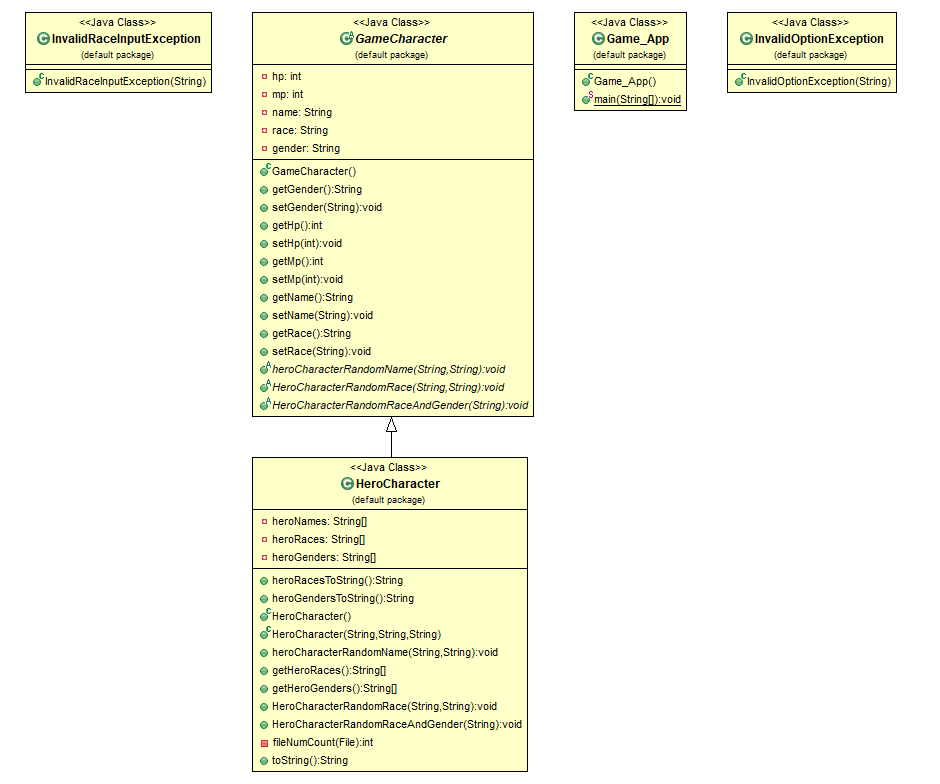 <<Java Class>>
InvalidRaceInputException
(default package)
InvalidRaceInputException(String)
<<Java Class>>
GameCharacter
(default package)
hp: int
mp: int
name: String
race: String
gender: String
GameCharacter()
getGender():String
setGender(String):void
getHp():int
setHp(int):void
getMp():int
setMp(int):void
getName():String
setName(String):void
getRace():String
setRace(String):void
heroCharacterRandomName(String,String):void
HeroCharacterRandomRace(String,String):void
HeroCharacterRandomRaceAndGender(String):void
<<Java Class>>
Game_App
(default package)
Game_App()
main(String[]):void
<<Java Class>>
InvalidOptionException
(default package)
InvalidOptionException(String)
<<Java Class>>
HeroCharacter
(default package)
heroNames: String[]
heroRaces: String[]
heroGenders: String[]
heroRacesToString():String
heroGendersToString():String
HeroCharacter()
HeroCharacter(String,String,String)
heroCharacterRandomName(String,String):void
getHeroRaces():String[]
getHeroGenders():String[]
HeroCharacterRandomRace(String,String):void
HeroCharacterRandomRaceAndGender(String):void
fileNumCount(File):int
toString():String